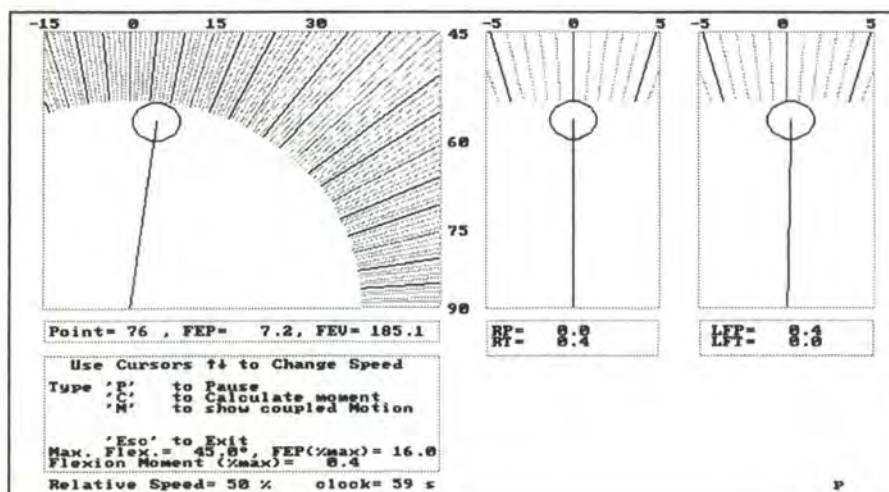 -15 0 15 30 45
60
75
90
-5 0 5
-5 0 5
Point= 76 , FEP= 7.2, FEV= 185.1
RP= 0.0
RT= 0.4
LFP= 0.4
LFT= 0.0
Use Cursors ↑↓ to Change Speed
Type 'P' to Pause
'C' to Calculate moment
'M' to show coupled Motion
'Esc' to Exit
Max. Flex.= 45.0°, FEP(%max)= 16.0
Flexion Moment (%max)= 0.4
Relative Speed= 50 % clock= 59 s
P